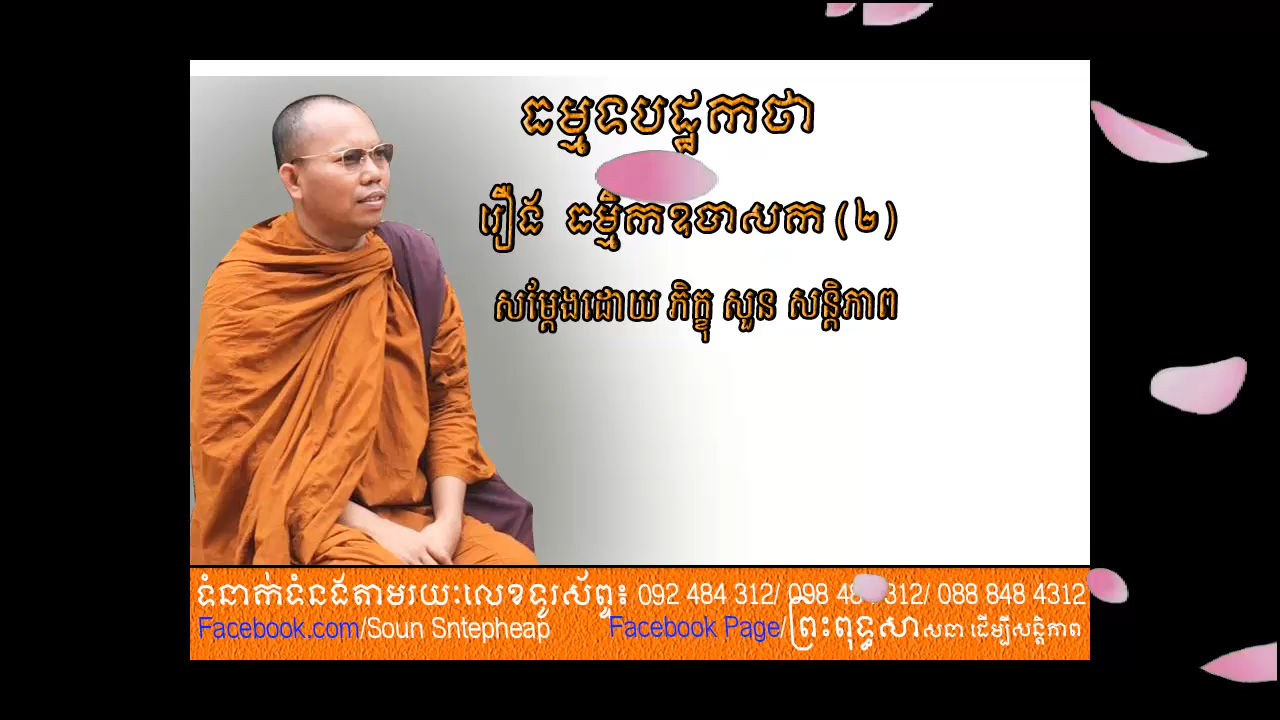 ធម្មទបដ្ឋកថា
រឿង ធម្មិកឧបាសក (២)
សម្ដែងដោយ ភិក្ខុ សួន សន្តិភាព
ទំនាក់ទំនងតាមរយៈលេខទូរស័ព្ទ៖ 092 484 312/ 098 484 312/ 088 848 4312
Facebook.com/Soun Sntepheap Facebook Page/ព្រះពុទ្ធសាសនា ដើម្បីសន្តិភាព